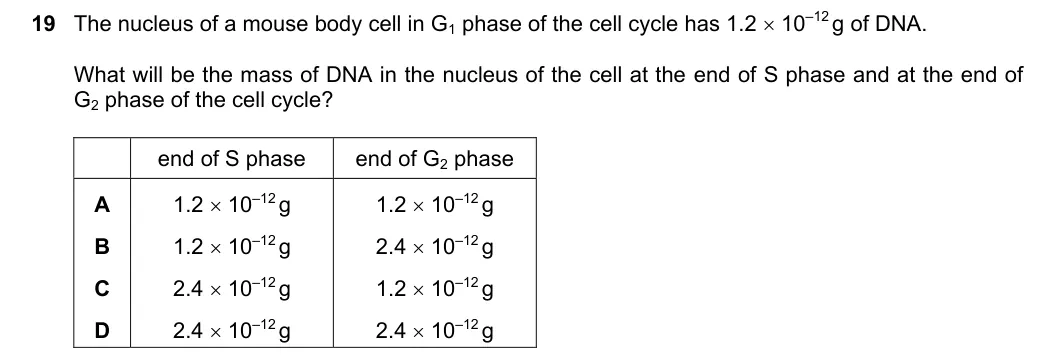 19 The nucleus of a mouse body cell in G₁ phase of the cell cycle has 1.2 × 10⁻¹² g of DNA.
What will be the mass of DNA in the nucleus of the cell at the end of S phase and at the end of
G₂ phase of the cell cycle?
end of S phase end of G₂ phase
A 1.2 × 10⁻¹² g 1.2 × 10⁻¹² g
B 1.2 × 10⁻¹² g 2.4 × 10⁻¹² g
C 2.4 × 10⁻¹² g 1.2 × 10⁻¹² g
D 2.4 × 10⁻¹² g 2.4 × 10⁻¹² g